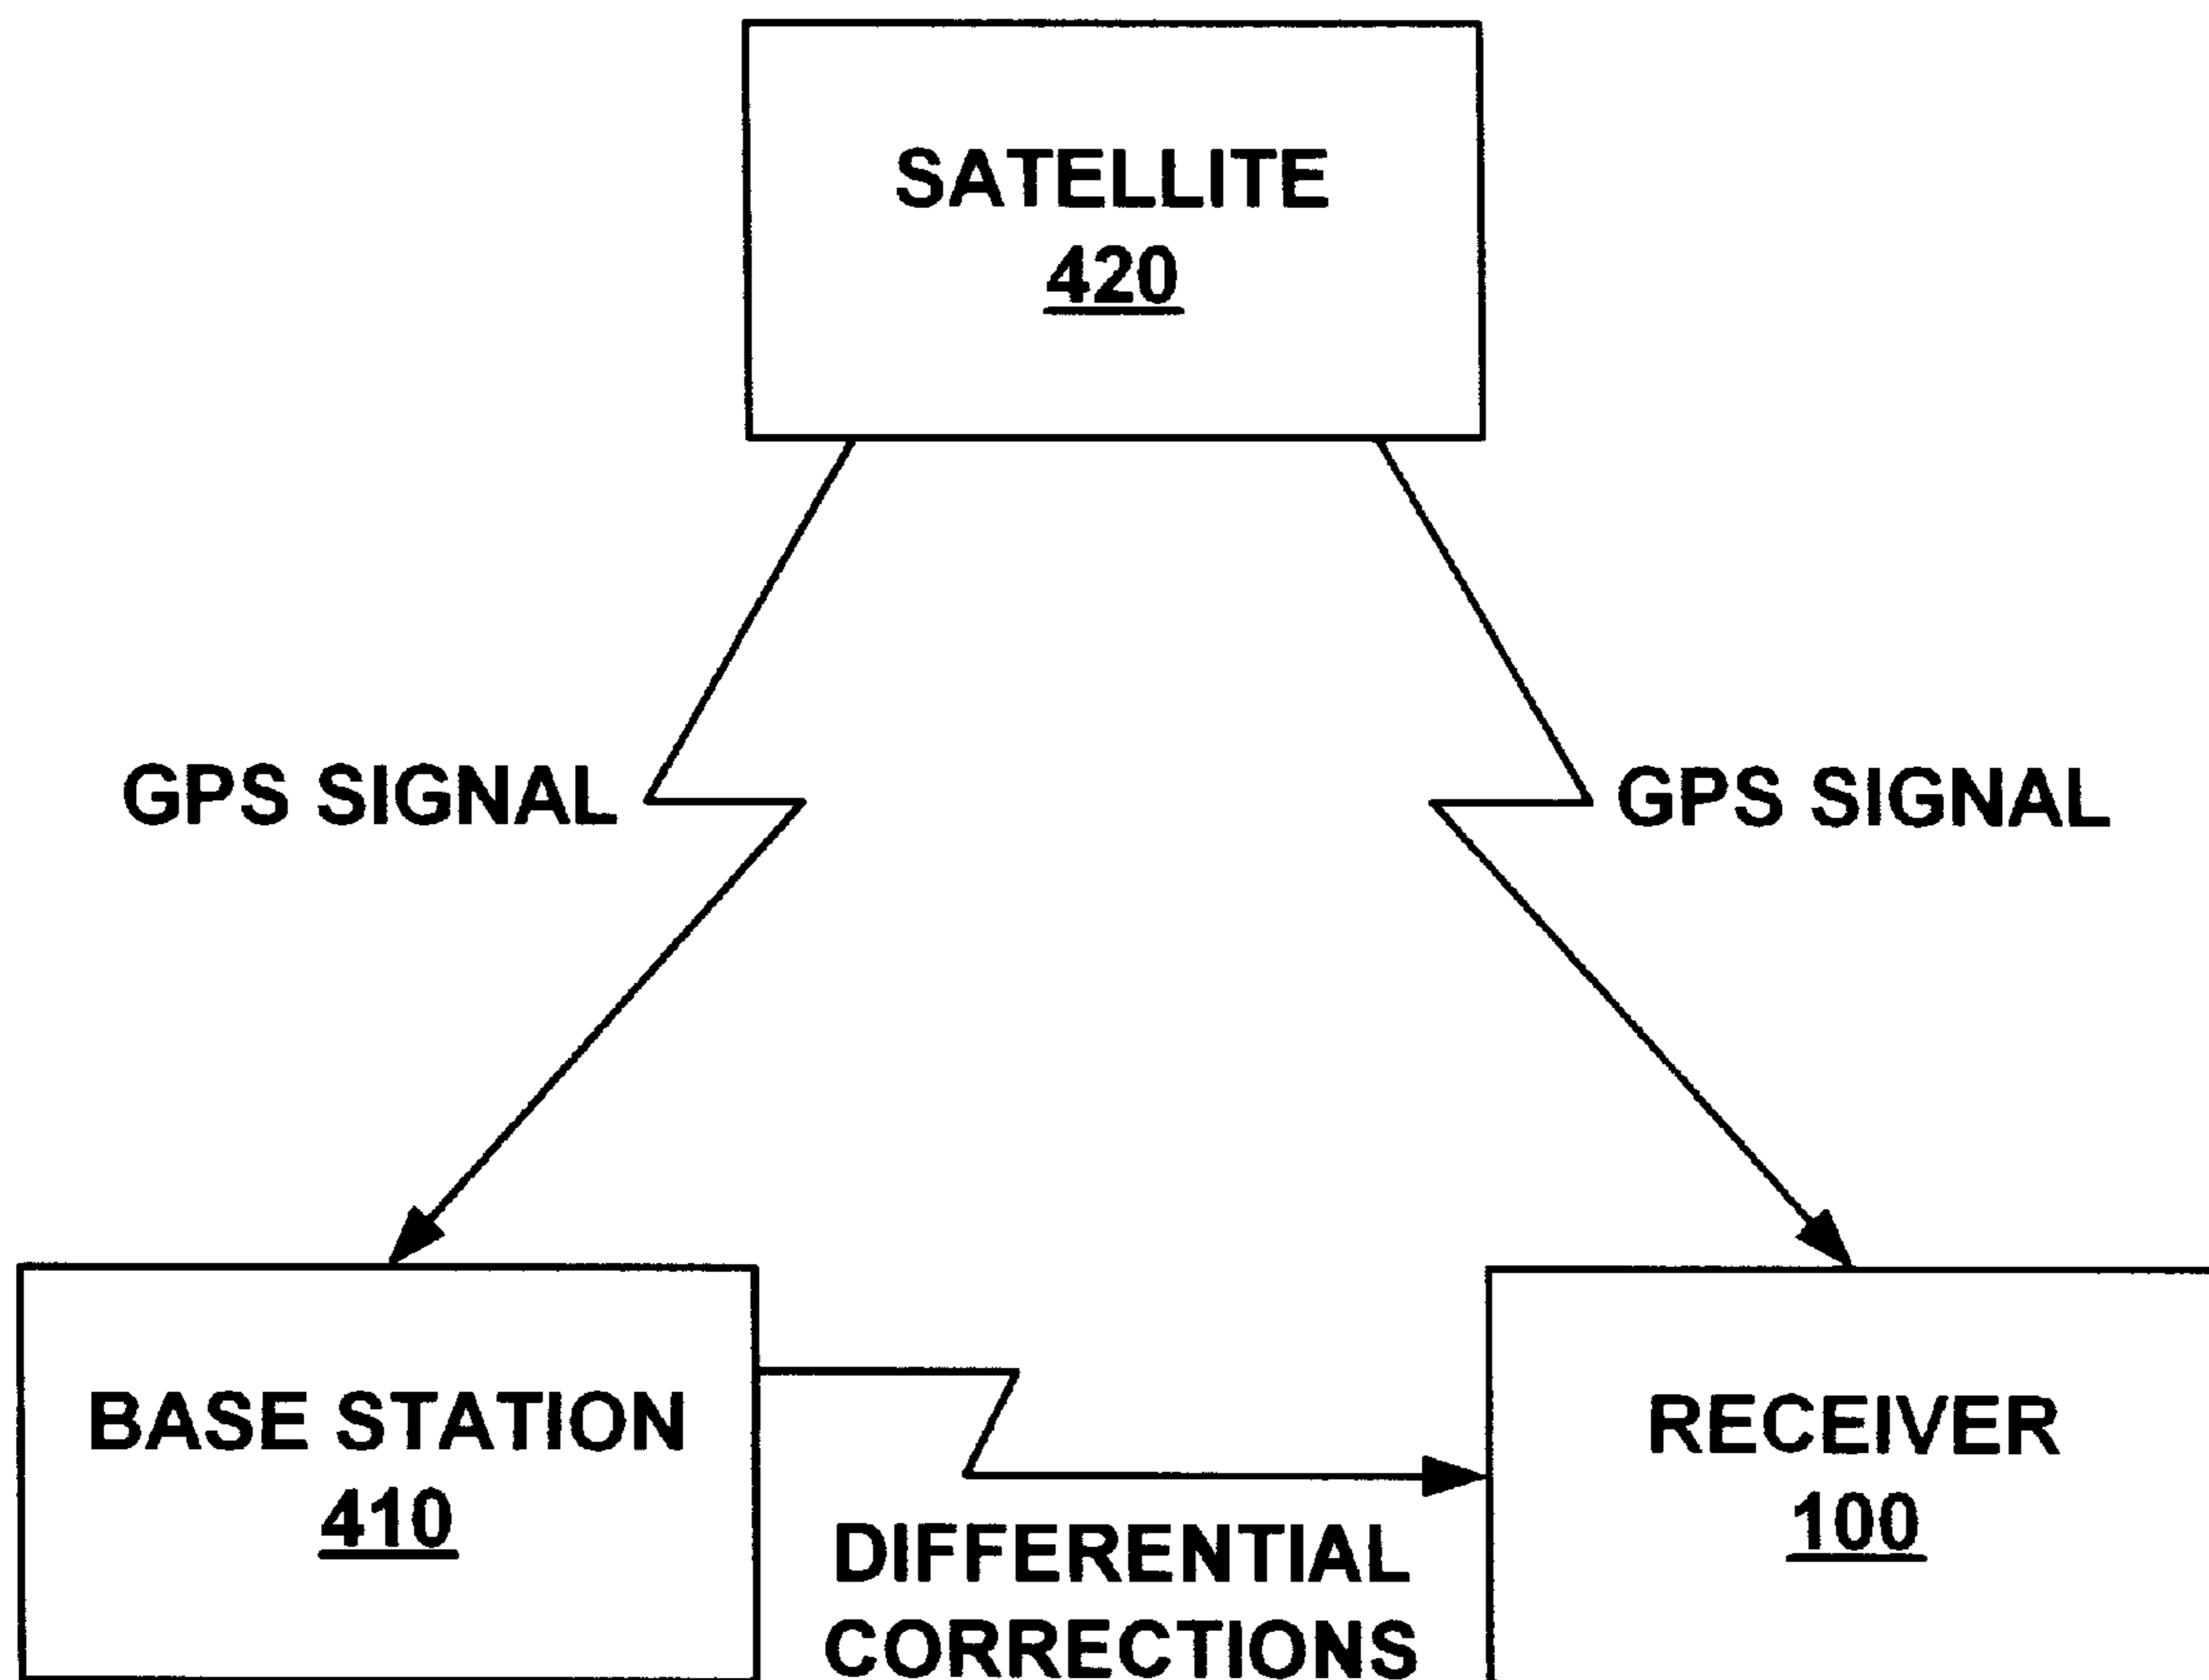 SATELLITE
420
GPS SIGNAL
GPS SIGNAL
BASE STATION
410
RECEIVER
100
DIFFERENTIAL
CORRECTIONS